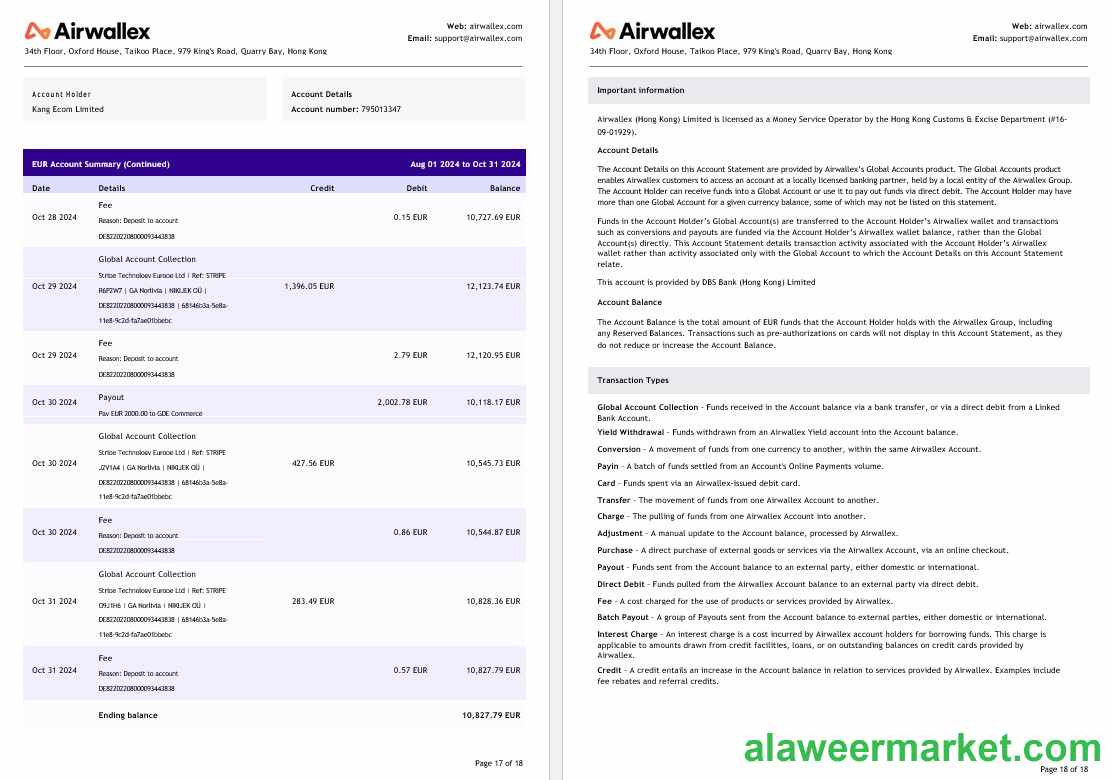 Airwallex
Web: airwallex.com
Email: support@airwallex.com
34th Floor, Oxford House, Taikoo Place, 979 King's Road, Quarry Bay, Hong Kong
Account Holder
Kang Ecom Limited
Account Details
Account number: 795013347
EUR Account Summary (Continued) Aug 01 2024 to Oct 31 2024
Date Details Credit Debit Balance
Fee
Oct 28 2024 Reason: Deposit to account 0.15 EUR 10,727.69 EUR
DE82202208000093443838
Global Account Collection
Stripe Technology Europe Ltd | Ref: STRIPE
Oct 29 2024 R6PZW7 | GA Norlivia | NIKIJEK OÜ | 1,396.05 EUR 12,123.74 EUR
DE82202208000093443838 | 68146b3a-5e8a-
11e8-9c2d-fa7ae01bbebc
Fee
Oct 29 2024 Reason: Deposit to account 2.79 EUR 12,120.95 EUR
DE82202208000093443838
Payout
Oct 30 2024 2,002.78 EUR 10,118.17 EUR
Pay EUR 2000.00 to GDE Commerce
Global Account Collection
Stripe Technology Europe Ltd | Ref: STRIPE
Oct 30 2024 J2V1A4 | GA Norlivia | NIKIJEK OÜ | 427.56 EUR 10,545.73 EUR
DE82202208000093443838 | 68146b3a-5e8a-
11e8-9c2d-fa7ae01bbebc
Fee
Oct 30 2024 Reason: Deposit to account 0.86 EUR 10,544.87 EUR
DE82202208000093443838
Global Account Collection
Stripe Technology Europe Ltd | Ref: STRIPE
Oct 31 2024 O9J1H6 | GA Norlivia | NIKIJEK OÜ | 283.49 EUR 10,828.36 EUR
DE82202208000093443838 | 68146b3a-5e8a-
11e8-9c2d-fa7ae01bbebc
Fee
Oct 31 2024 Reason: Deposit to account 0.57 EUR 10,827.79 EUR
DE82202208000093443838
Ending balance 10,827.79 EUR
Page 17 of 18
Airwallex
Web: airwallex.com
Email: support@airwallex.com
34th Floor, Oxford House, Taikoo Place, 979 King's Road, Quarry Bay, Hong Kong
Important information
Airwallex (Hong Kong) Limited is licensed as a Money Service Operator by the Hong Kong Customs & Excise Department (#16-
09-01929).
Account Details
The Account Details on this Account Statement are provided by Airwallex's Global Accounts product. The Global Accounts product
enables Airwallex customers to access an account at a locally licensed banking partner, held by a local entity of the Airwallex Group.
The Account Holder can receive funds into a Global Account or use it to pay out funds via direct debit. The Account Holder may have
more than one Global Account for a given currency balance, some of which may not be listed on this statement.
Funds in the Account Holder's Global Account(s) are transferred to the Account Holder's Airwallex wallet and transactions
such as conversions and payouts are funded via the Account Holder's Airwallex wallet balance, rather than the Global
Account(s) directly. This Account Statement details transaction activity associated with the Account Holder's Airwallex
wallet rather than activity associated only with the Global Account to which the Account Details on this Account Statement
relate.
This account is provided by DBS Bank (Hong Kong) Limited
Account Balance
The Account Balance is the total amount of EUR funds that the Account Holder holds with the Airwallex Group, including
any Reserved Balances. Transactions such as pre-authorizations on cards will not display in this Account Statement, as they
do not reduce or increase the Account Balance.
Transaction Types
Global Account Collection - Funds received in the Account balance via a bank transfer, or via a direct debit from a Linked
Bank Account.
Yield Withdrawal - Funds withdrawn from an Airwallex Yield account into the Account balance.
Conversion - A movement of funds from one currency to another, within the same Airwallex Account.
Payin - A batch of funds settled from an Account's Online Payments volume.
Card - Funds spent via an Airwallex-issued debit card.
Transfer - The movement of funds from one Airwallex Account to another.
Charge - The pulling of funds from one Airwallex Account into another.
Adjustment - A manual update to the Account balance, processed by Airwallex.
Purchase - A direct purchase of external goods or services via the Airwallex Account, via an online checkout.
Payout - Funds sent from the Account balance to an external party, either domestic or international.
Direct Debit - Funds pulled from the Airwallex Account balance to an external party via direct debit.
Fee - A cost charged for the use of products or services provided by Airwallex.
Batch Payout - A group of Payouts sent from the Account balance to external parties, either domestic or international.
Interest Charge - An interest charge is a cost incurred by Airwallex account holders for borrowing funds. This charge is
applicable to amounts drawn from credit facilities, loans, or on outstanding balances on credit cards provided by
Airwallex.
Credit - A credit entails an increase in the Account balance in relation to services provided by Airwallex. Examples include
fee rebates and referral credits.
alaweermarket.com
Page 18 of 18